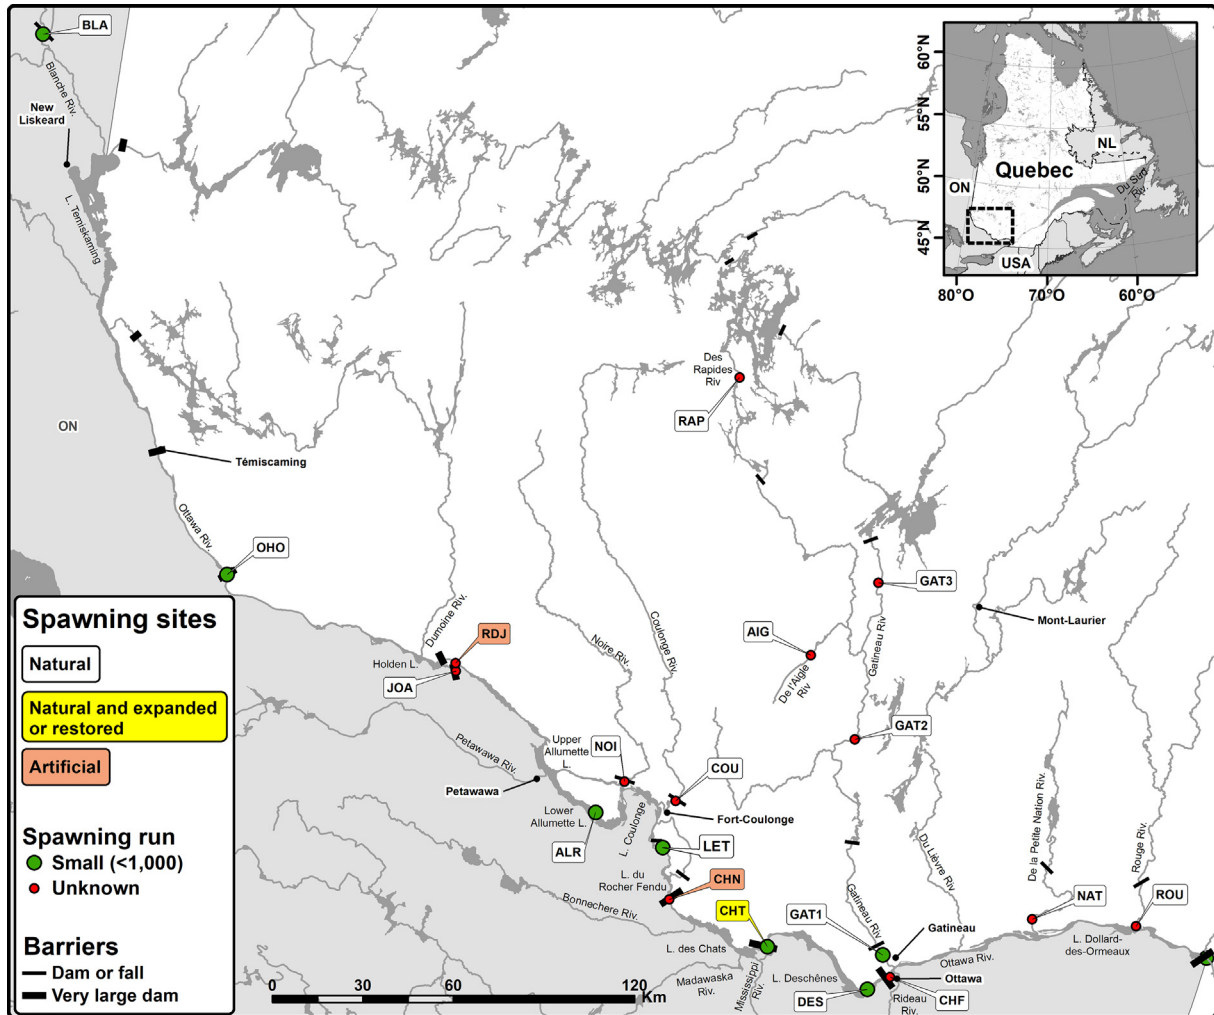 BLA
Blanche Riv.
New
Liskeard
L. Temiskaming
60°N
55°N
50°N
45°N
NL
ON
Quebec
Du Sud
Riv.
USA
80°O
70°O
60°O
Des
Rapides
Riv
RAP
ON
Témiscaming
Ottawa Riv.
OHO
GAT3
Mont-Laurier
Gatineau Riv
AIG
De l'Aigle
Riv
Coulonge Riv.
Noire Riv.
Dumoine Riv.
RDJ
Holden L.
JOA
GAT2
Upper
Allumette
L.
NOI
COU
Petawawa Riv.
Petawawa
Fort-Coulonge
Lower
Allumette L.
ALR
L. Coulonge
LET
L. du
Rocher Fendu
CHN
Bonnechere Riv.
CHT
GAT1
Gatineau Riv
Du Lièvre Riv.
De la Petite Nation Riv.
Rouge Riv.
NAT
ROU
Gatineau
L. des Chats
Ottawa Riv.
L. Dollard-
des-Ormeaux
Madawaska
Riv.
Mississippi
Riv.
L. Deschênes
Ottawa
DES
Rideau
Riv.
CHF
Spawning sites
Natural
Natural and expanded
or restored
Artificial
Spawning run
Small (<1,000)
Unknown
Barriers
Dam or fall
Very large dam
0 30 60 120
Km